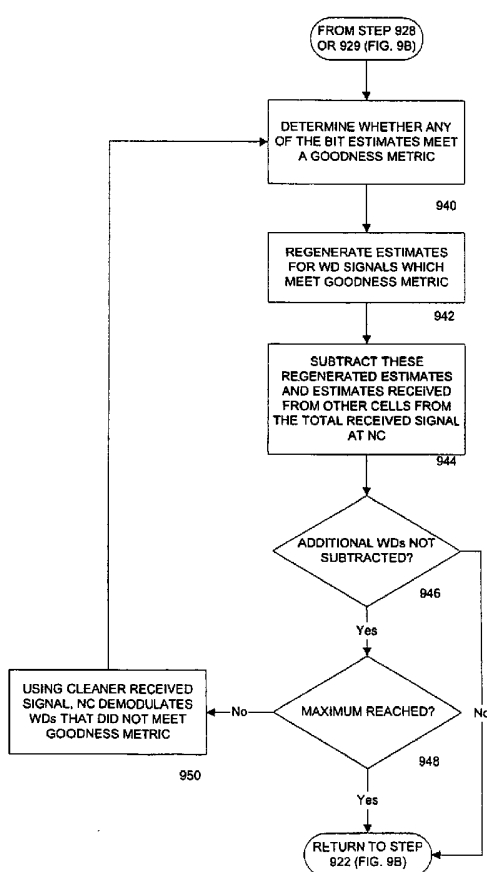 FROM STEP 928
OR 929 (FIG. 9B)
DETERMINE WHETHER ANY
OF THE BIT ESTIMATES MEET
A GOODNESS METRIC
940
REGENERATE ESTIMATES
FOR WD SIGNALS WHICH
MEET GOODNESS METRIC
942
SUBTRACT THESE
REGENERATED ESTIMATES
AND ESTIMATES RECEIVED
FROM OTHER CELLS FROM
THE TOTAL RECEIVED SIGNAL
AT NC
944
ADDITIONAL WDs NOT
SUBTRACTED?
946
Yes
No
MAXIMUM REACHED?
948
No
USING CLEANER RECEIVED
SIGNAL, NC DEMODULATES
WDs THAT DID NOT MEET
GOODNESS METRIC
950
Yes
RETURN TO STEP
922 (FIG. 9B)